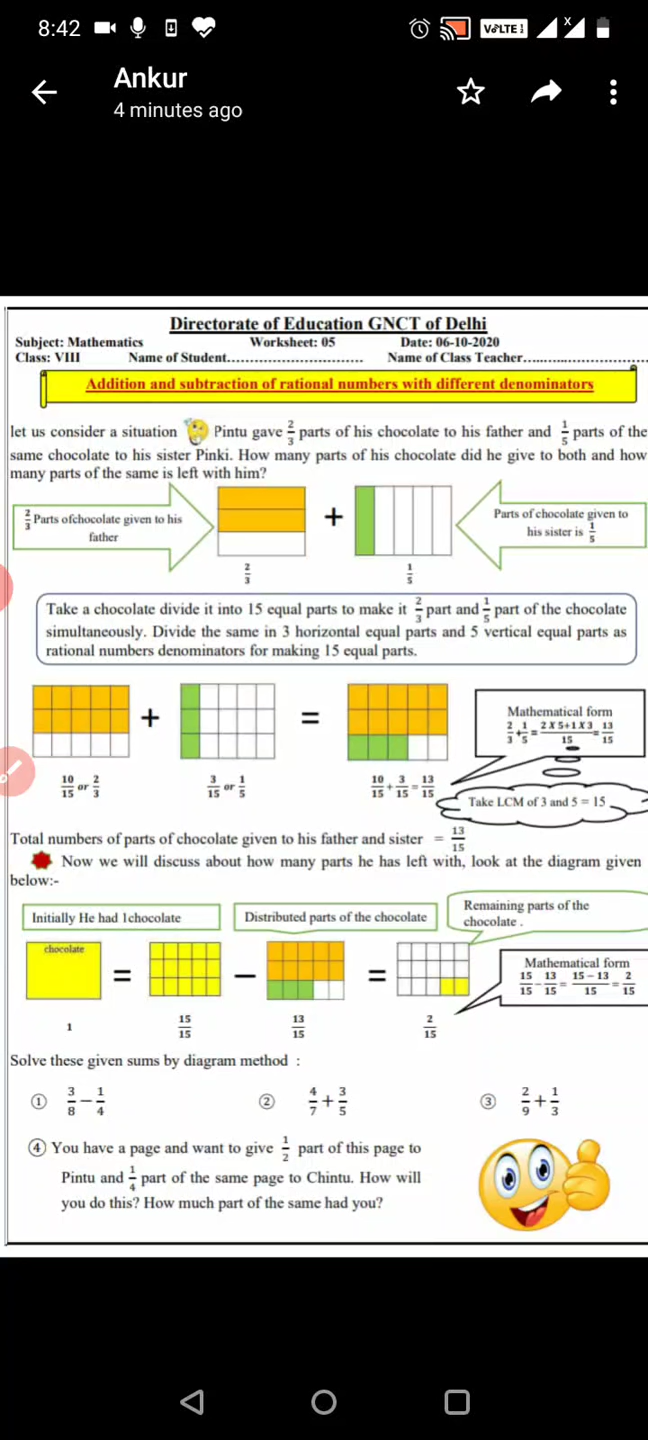 8:42
VoLTE
Ankur
4 minutes ago
Directorate of Education GNCT of Delhi
Subject: Mathematics Worksheet: 05 Date: 06-10-2020
Class: VIII Name of Student................................ Name of Class Teacher..............................
Addition and subtraction of rational numbers with different denominators
let us consider a situation Pintu gave 2/3 parts of his chocolate to his father and 1/5 parts of the
same chocolate to his sister Pinki. How many parts of his chocolate did he give to both and how
many parts of the same is left with him?
2/3 Parts ofchocolate given to his
father
+
Parts of chocolate given to
his sister is 1/5
2/3
1/5
Take a chocolate divide it into 15 equal parts to make it 2/3 part and 1/5 part of the chocolate
simultaneously. Divide the same in 3 horizontal equal parts and 5 vertical equal parts as
rational numbers denominators for making 15 equal parts.
+ =
Mathematical form
2/3 + 1/5 = 2 X 5+1 X 3/15 = 13/15
10/15 or 2/3
3/15 or 1/5
10/15 + 3/15 = 13/15
Take LCM of 3 and 5 = 15
Total numbers of parts of chocolate given to his father and sister = 13/15
Now we will discuss about how many parts he has left with, look at the diagram given
below:-
Initially He had 1chocolate
Distributed parts of the chocolate
Remaining parts of the
chocolate .
chocolate
= − =
Mathematical form
15/15 - 13/15 = 15 − 13/15 = 2/15
1
15/15
13/15
2/15
Solve these given sums by diagram method :
① 3/8 − 1/4 ② 4/7 + 3/5 ③ 2/9 + 1/3
④ You have a page and want to give 1/2 part of this page to
Pintu and 1/4 part of the same page to Chintu. How will
you do this? How much part of the same had you?